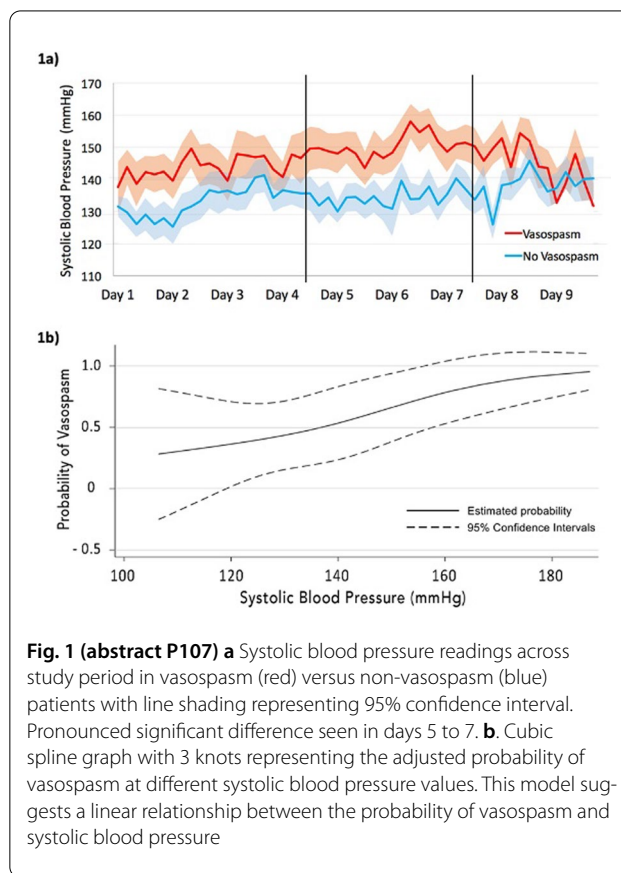 1a)
Systolic Blood Pressure (mmHg)
170
160
150
140
130
120
110
Vasospasm
No Vasospasm
Day 1 Day 2 Day 3 Day 4 Day 5 Day 6 Day 7 Day 8 Day 9
1b)
Probability of Vasospasm
1.0
0.5
0
- 0.5
Estimated probability
95% Confidence Intervals
100 120 140 160 180
Systolic Blood Pressure (mmHg)
Fig. 1 (abstract P107) a Systolic blood pressure readings across
study period in vasospasm (red) versus non-vasospasm (blue)
patients with line shading representing 95% confidence interval.
Pronounced significant difference seen in days 5 to 7. b. Cubic
spline graph with 3 knots representing the adjusted probability of
vasospasm at different systolic blood pressure values. This model sug-
gests a linear relationship between the probability of vasospasm and
systolic blood pressure